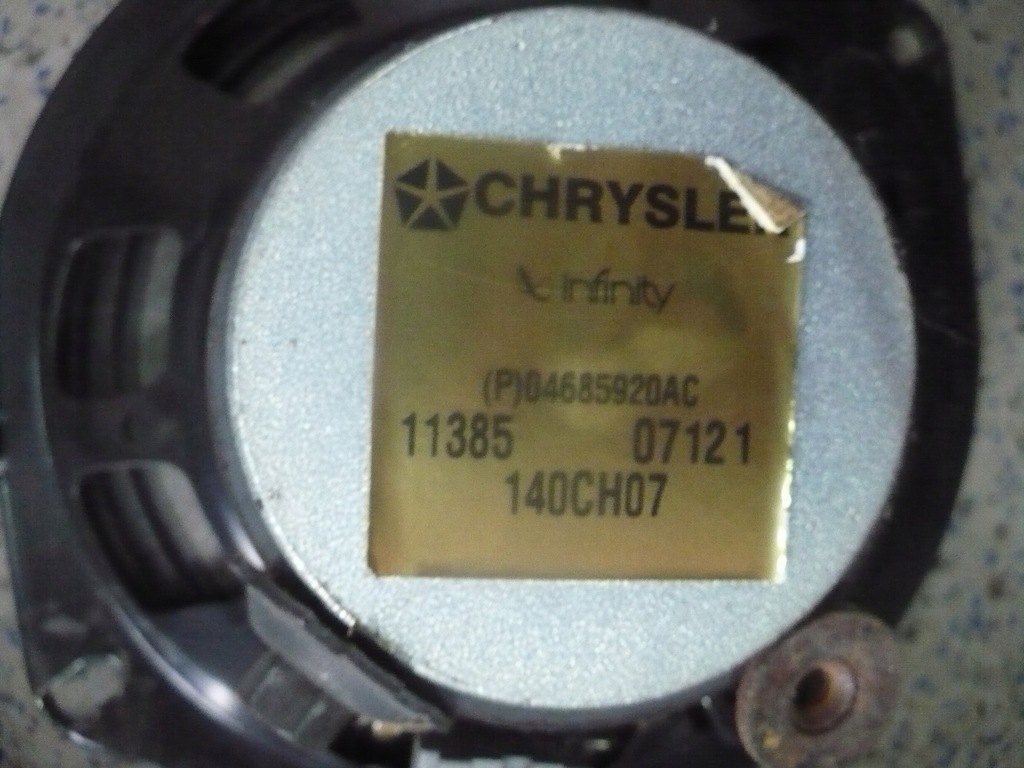 CHRYSLER
infinity
(P)04685920AC
11385 07121
140CH07